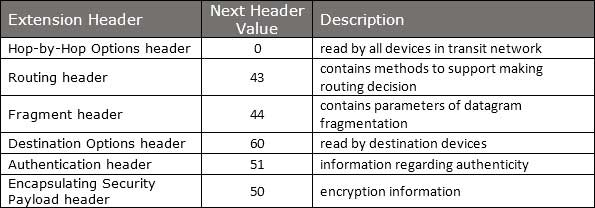 Extension Header Next Header Value Description
Hop-by-Hop Options header 0 read by all devices in transit network
Routing header 43 contains methods to support making routing decision
Fragment header 44 contains parameters of datagram fragmentation
Destination Options header 60 read by destination devices
Authentication header 51 information regarding authenticity
Encapsulating Security Payload header 50 encryption information